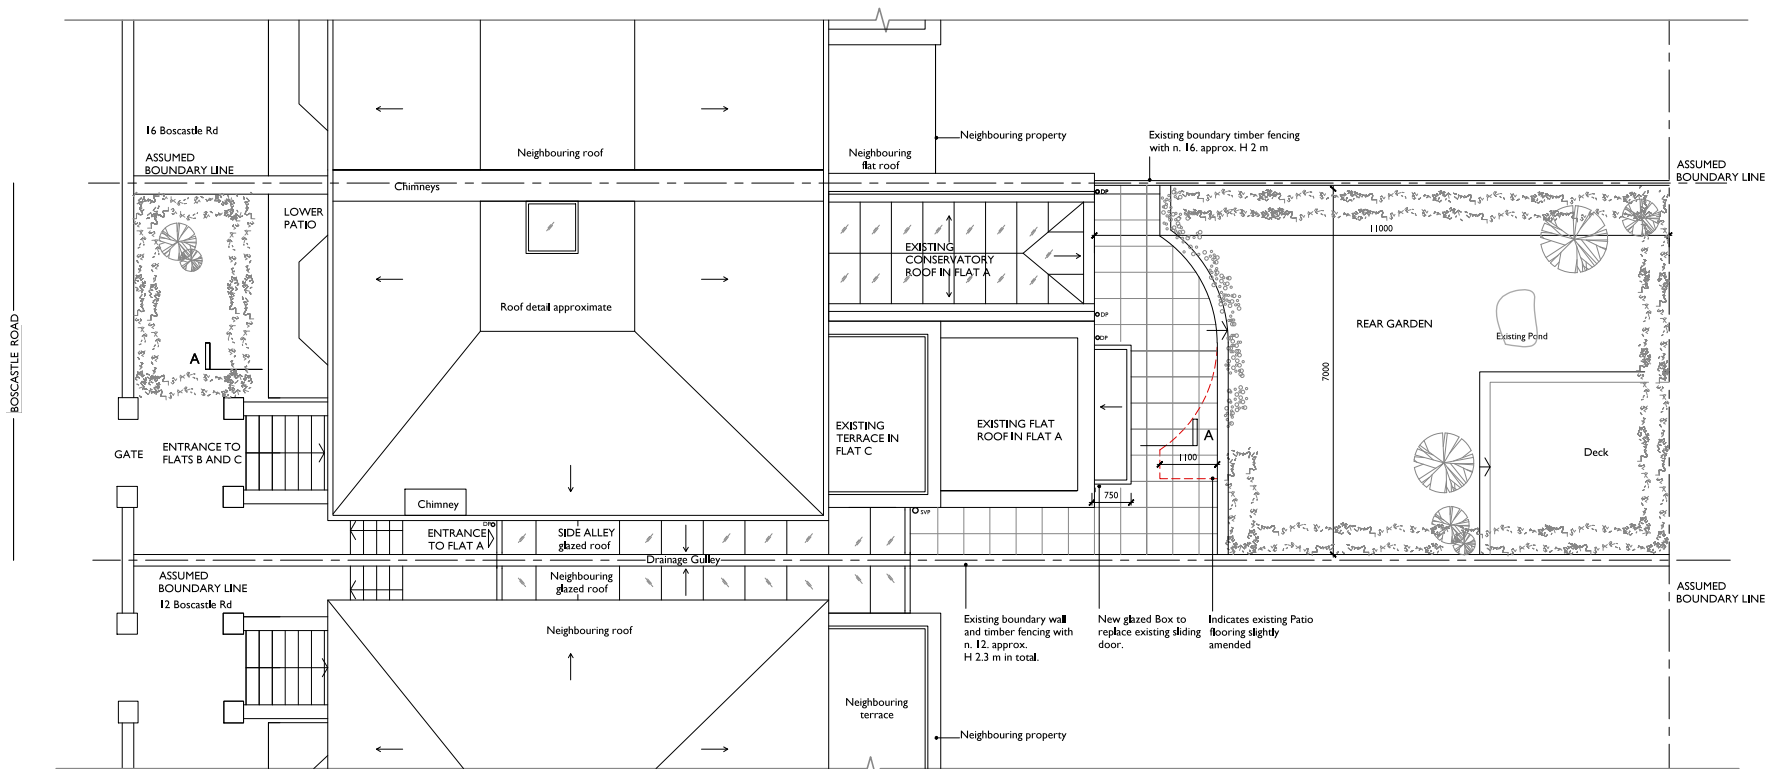 16 Boscastle Rd
ASSUMED
BOUNDARY LINE
Neighbouring roof
Neighbouring
flat roof
Neighbouring property
Existing boundary timber fencing
with n. 16. approx. H 2 m
ASSUMED
BOUNDARY LINE
Chimneys
DP
LOWER
PATIO
11000
EXISTING
CONSERVATORY
ROOF IN FLAT A
Roof detail approximate
DP
DP
REAR GARDEN
Existing Pond
BOSCASTLE ROAD
A
7000
GATE
ENTRANCE TO
FLATS B AND C
EXISTING
TERRACE IN
FLAT C
EXISTING FLAT
ROOF IN FLAT A
A
1100
Deck
750
Chimney
SVP
DP
ENTRANCE
TO FLAT A
SIDE ALLEY
glazed roof
Drainage Gulley
ASSUMED
BOUNDARY LINE
12 Boscastle Rd
Neighbouring
glazed roof
ASSUMED
BOUNDARY LINE
Neighbouring roof
Existing boundary wall
and timber fencing with
n. 12. approx.
H 2.3 m in total.
New glazed Box to
replace existing sliding
door.
Indicates existing Patio
flooring slightly
amended
Neighbouring
terrace
Neighbouring property